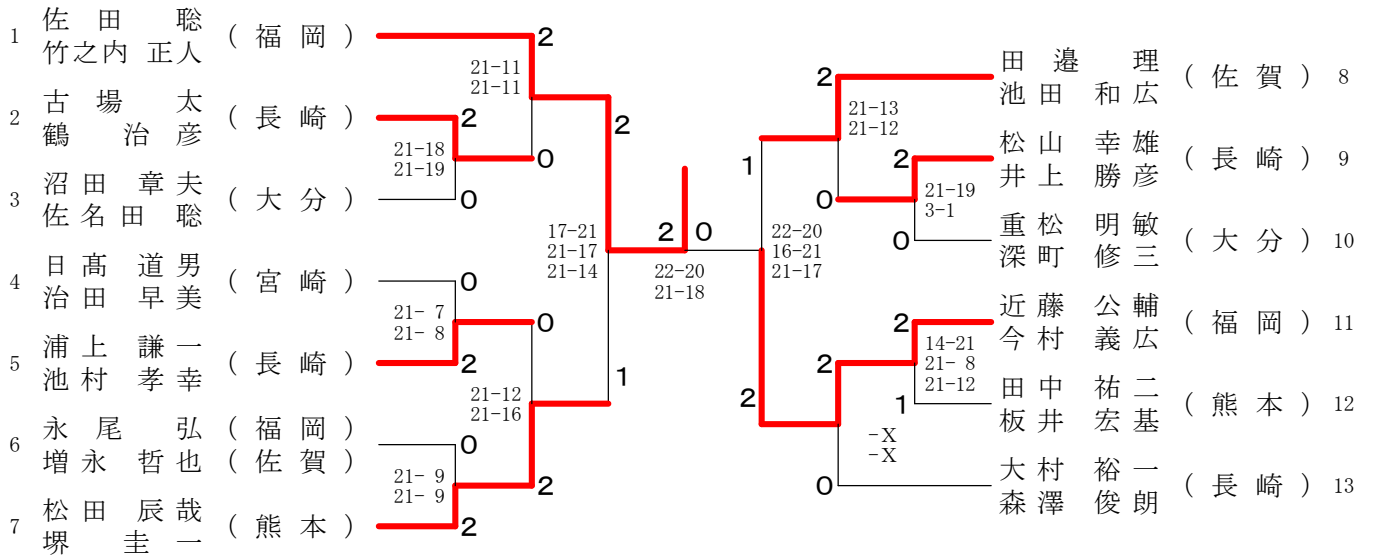 1 佐田 聡 (福岡) 2
竹之内 正人
21-11
21-11
2 古場 太 (長崎) 2
鶴 治彦
21-18
21-19
0
3 沼田 章夫 (大分) 0
佐名田 聡
2
17-21
21-17
21-14
4 日髙 道男 (宮崎) 0
治田 早美
21- 7
21- 8
0
5 浦上 謙一 (長崎) 2
池村 孝幸
21-12
21-16
1
6 永尾 弘 (福岡) 0
増永 哲也 (佐賀)
21- 9
21- 9
2
7 松田 辰哉 (熊本) 2
堺 圭一
2 0
22-20
21-18
2 田邉 理 (佐賀) 8
池田 和広
21-13
21-12
1
2 松山 幸雄 (長崎) 9
井上 勝彦
0
21-19
3-1
0 重松 明敏 (大分) 10
深町 修三
22-20
16-21
21-17
2 近藤 公輔 (福岡) 11
今村 義広
2
14-21
21- 8
21-12
1 田中 祐二 (熊本) 12
板井 宏基
2
-X
-X
0 大村 裕一 (長崎) 13
森澤 俊朗